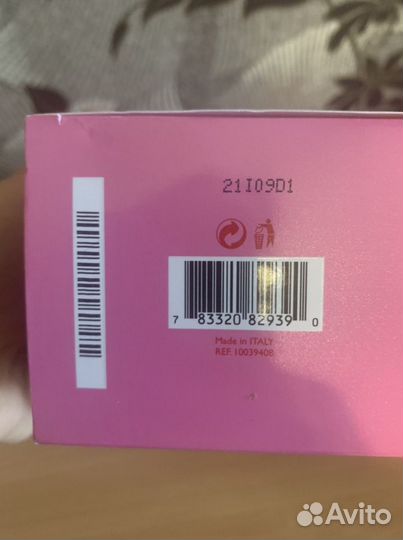 21I09D1
7 83320 82939 0
Made in ITALY
REF. 10039408
Avito